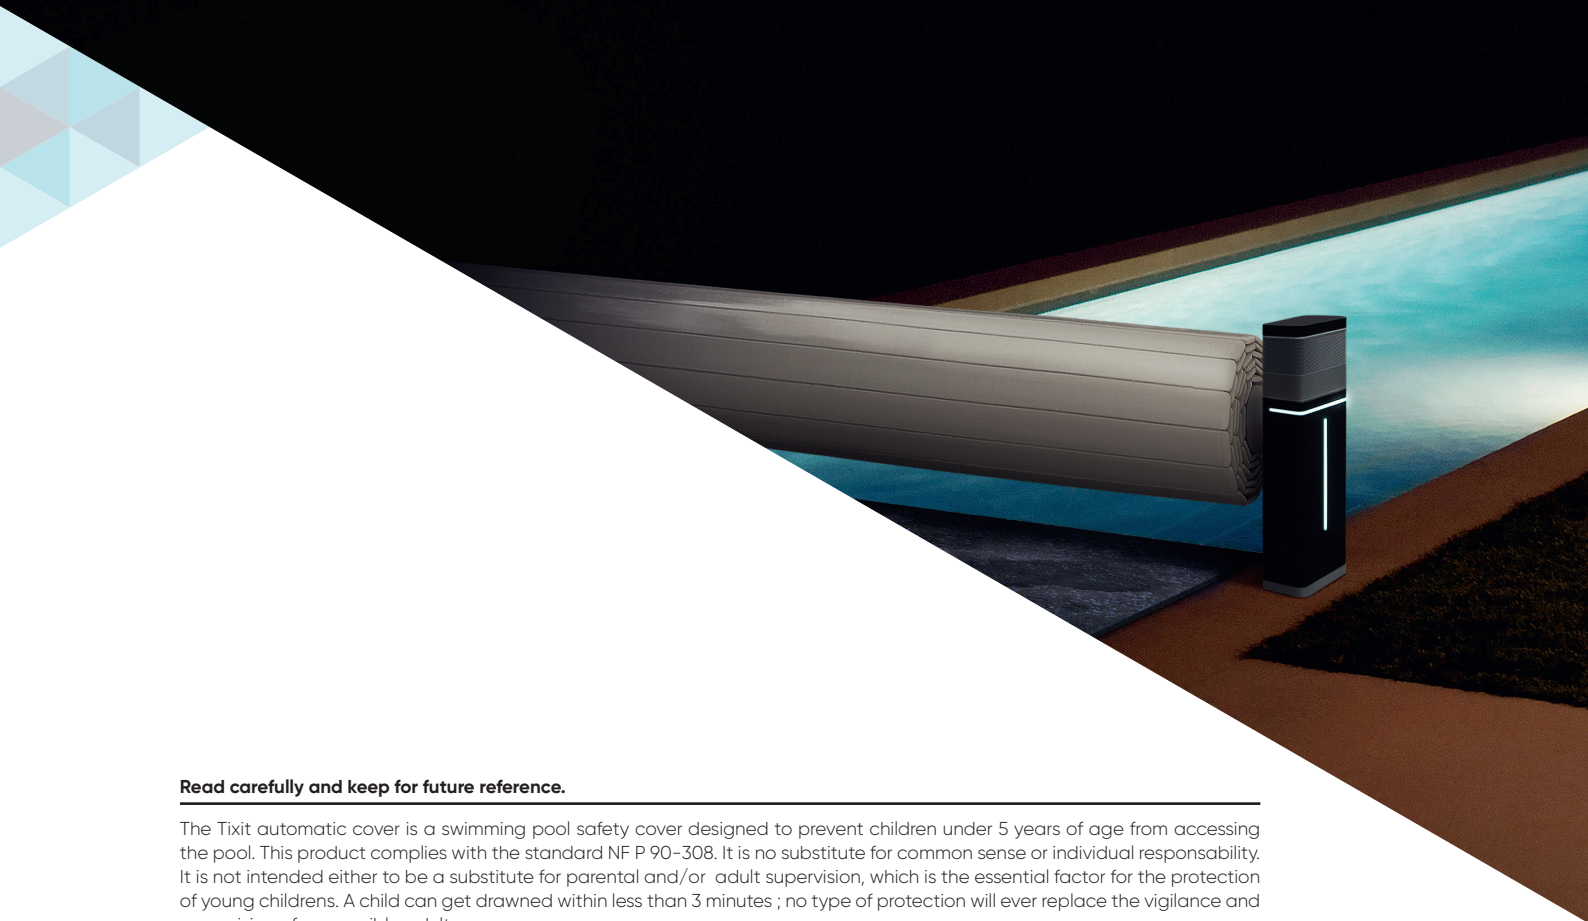 Read carefully and keep for future reference.
The Tixit automatic cover is a swimming pool safety cover designed to prevent children under 5 years of age from accessing
the pool. This product complies with the standard NF P 90-308. It is no substitute for common sense or individual responsability.
It is not intended either to be a substitute for parental and/or adult supervision, which is the essential factor for the protection
of young childrens. A child can get drawned within less than 3 minutes ; no type of protection will ever replace the vigilance and